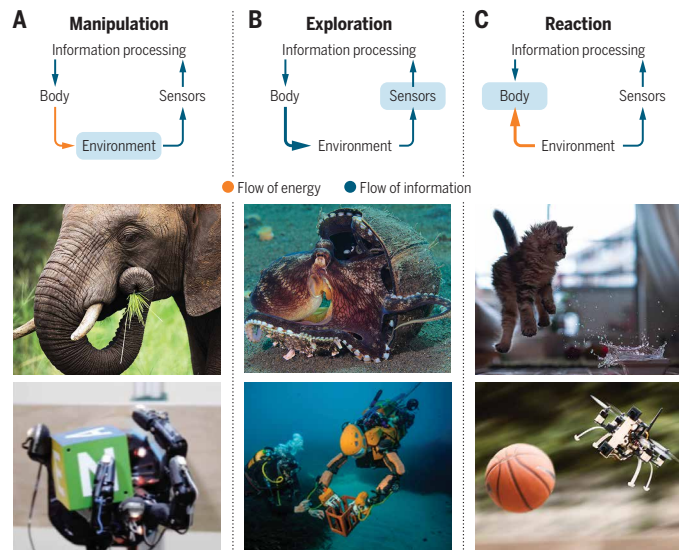 A Manipulation
Information processing
Body Sensors
Environment
B Exploration
Information processing
Body Sensors
Environment
C Reaction
Information processing
Body Sensors
Environment
Flow of energy Flow of information
M